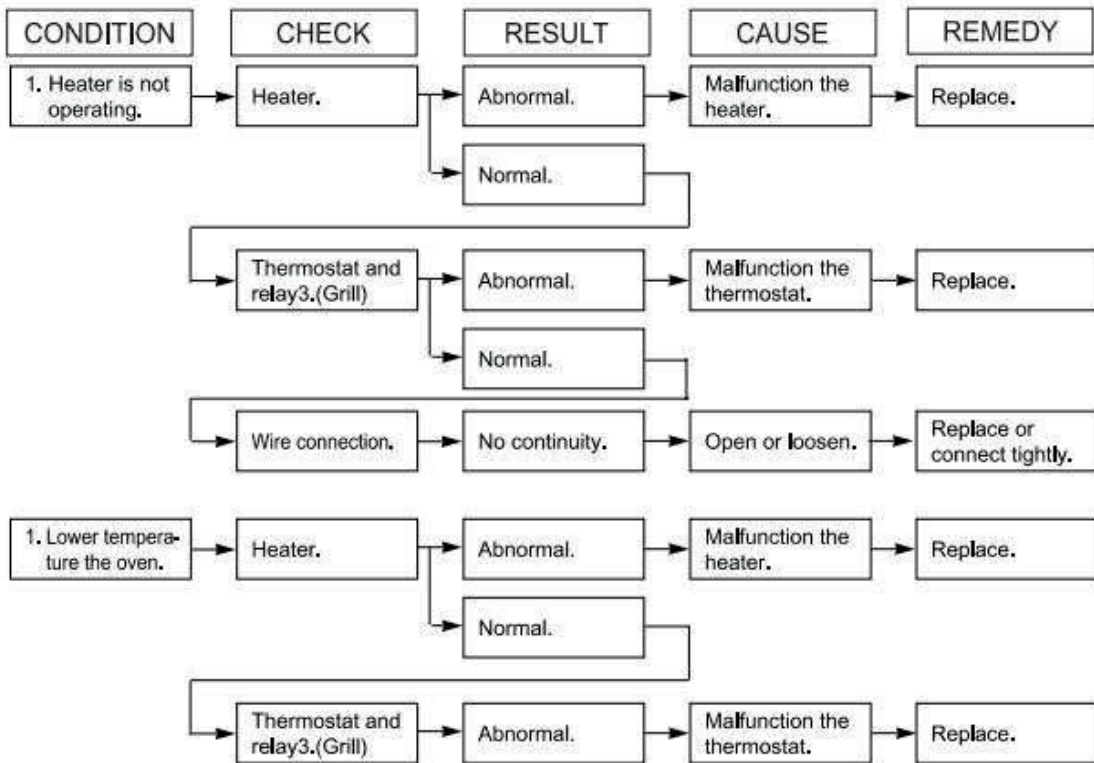 CONDITION
CHECK
RESULT
CAUSE
REMEDY
1. Heater is not
operating.
Heater.
Abnormal.
Malfunction the
heater.
Replace.
Normal.
Thermostat and
relay3.(Grill)
Abnormal.
Malfunction the
thermostat.
Replace.
Normal.
Wire connection.
No continuity.
Open or loosen.
Replace or
connect tightly.
1. Lower tempera-
ture the oven.
Heater.
Abnormal.
Malfunction the
heater.
Replace.
Normal.
Thermostat and
relay3.(Grill)
Abnormal.
Malfunction the
thermostat.
Replace.